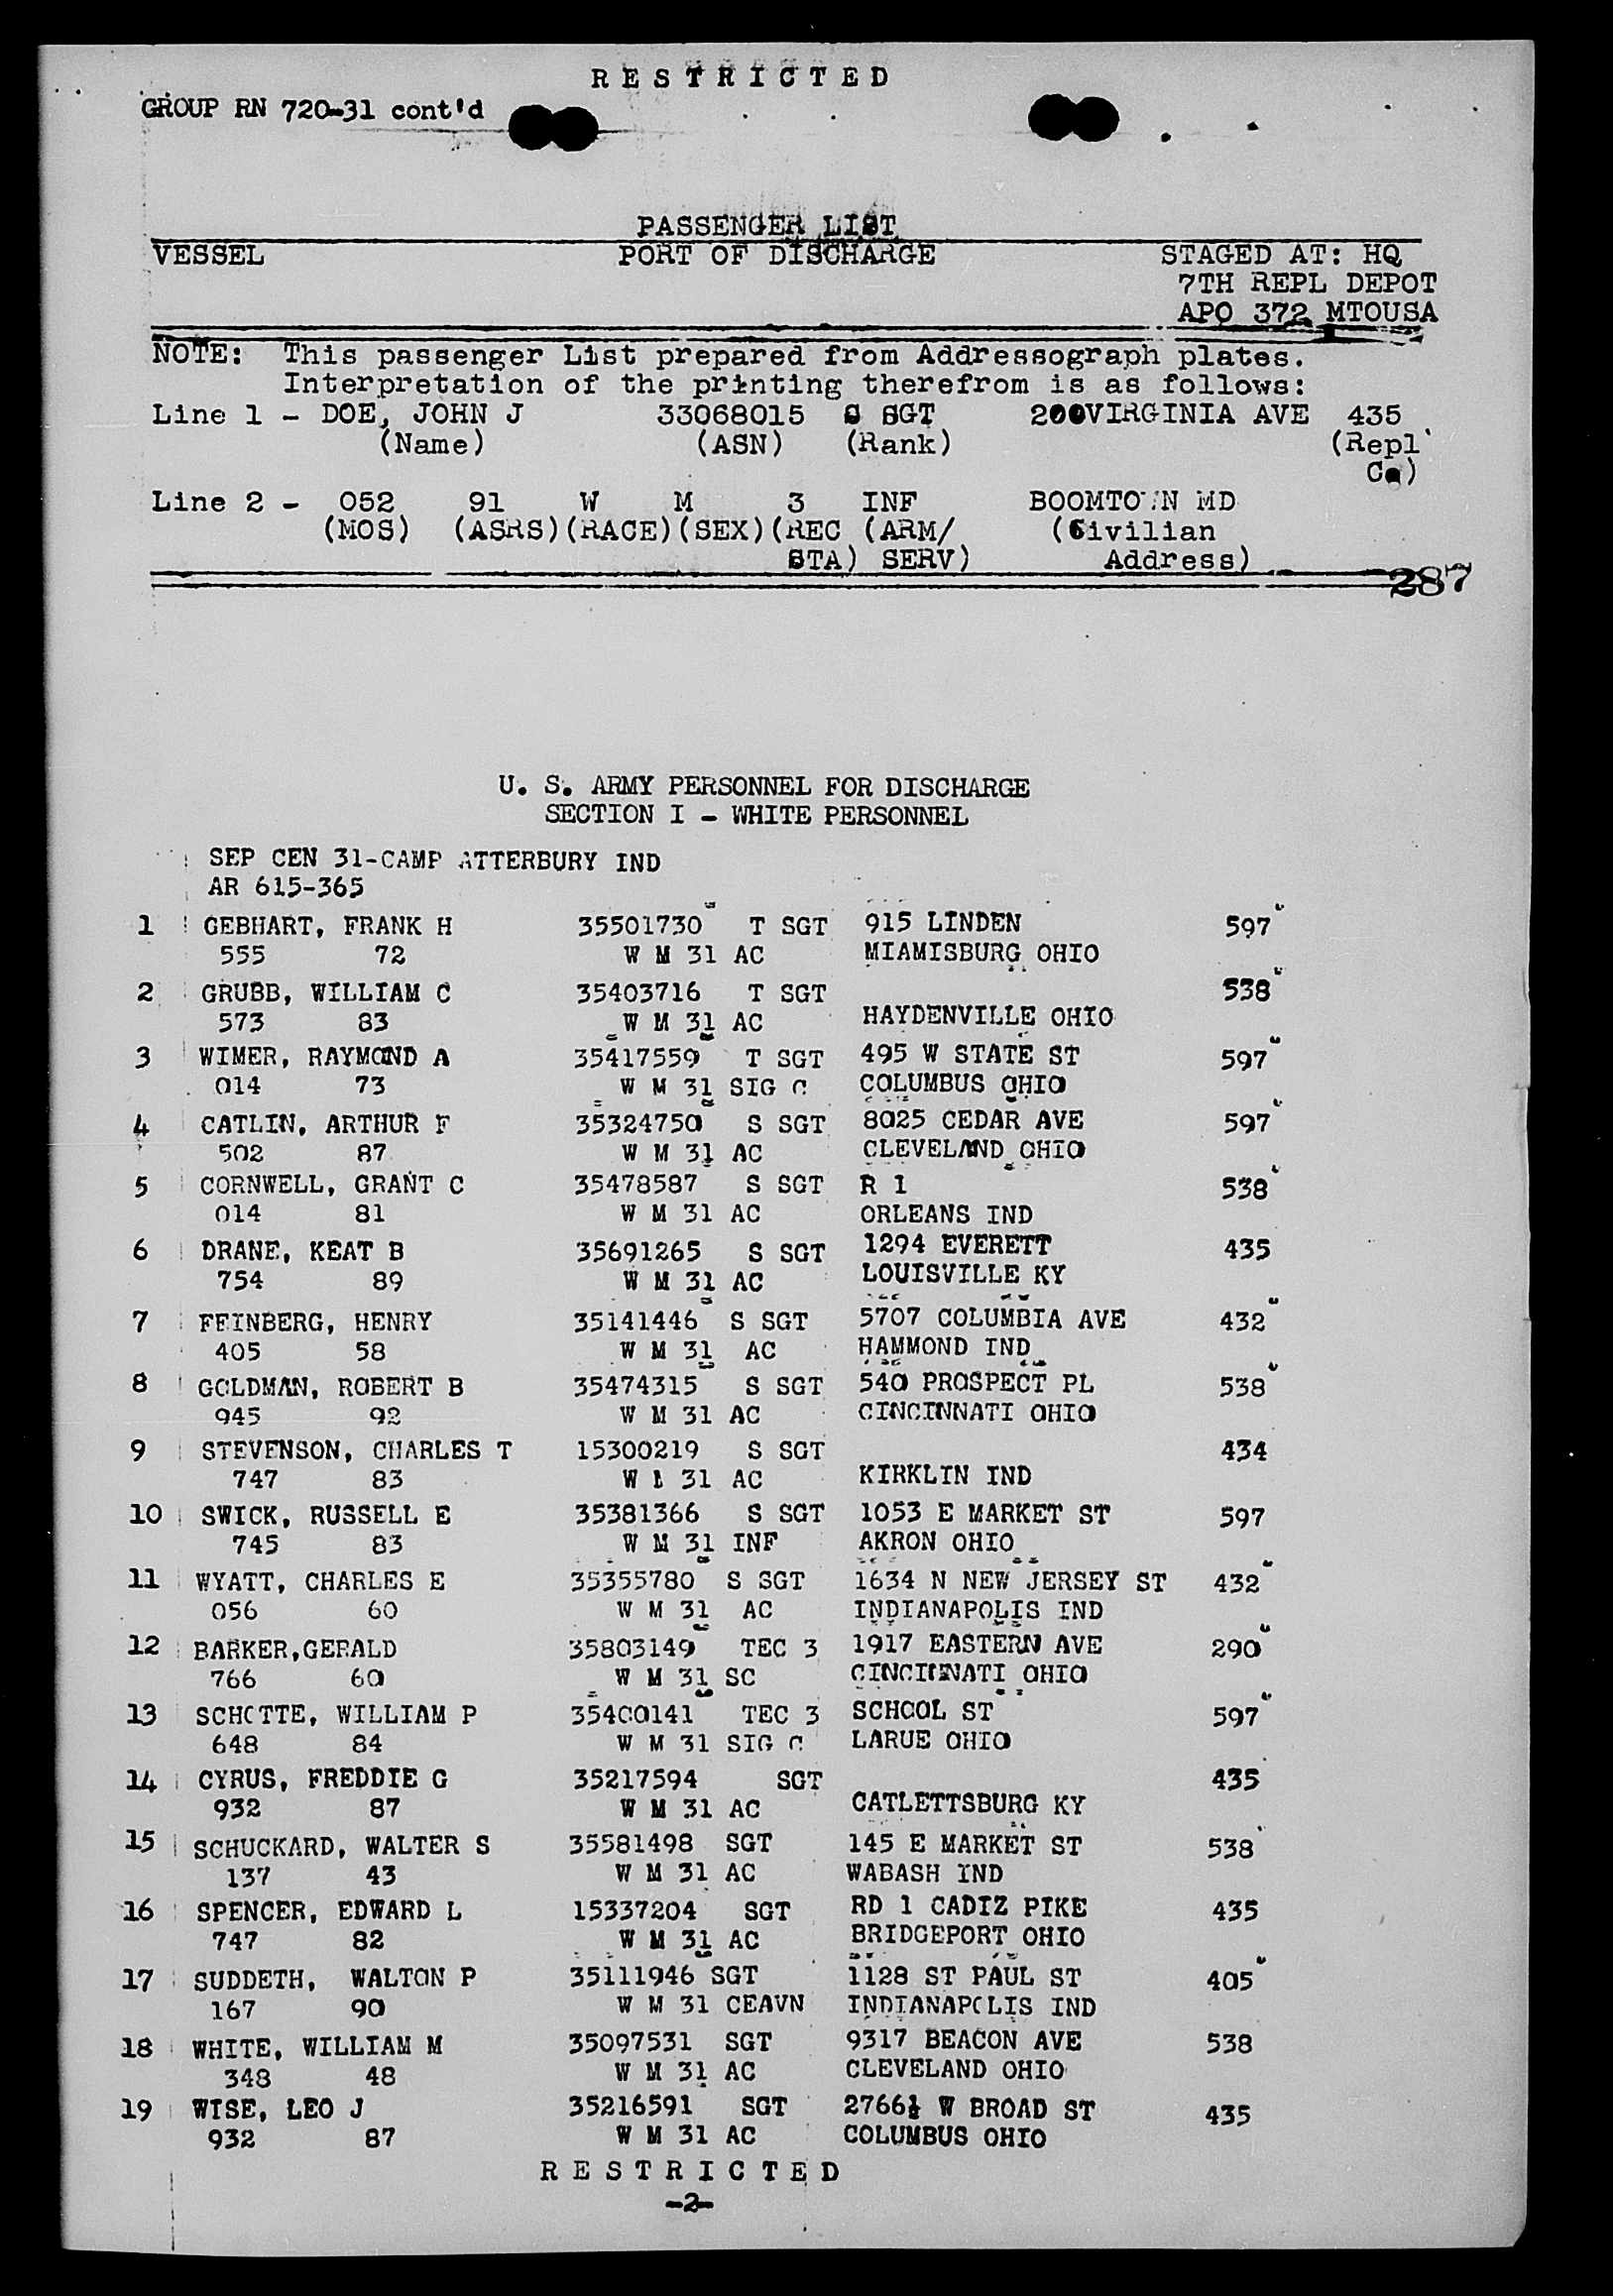 RESTRICTED
GROUP RN 720-31 cont'd
PASSENGER LIST
VESSEL PORT OF DISCHARGE STAGED AT: HQ
7TH REPL DEPOT
APO 372 MTOUSA
NOTE: This passenger List prepared from Addressograph plates.
Interpretation of the printing therefrom is as follows:
Line 1 - DOE, JOHN J 33068015 S SGT 200VIRGINIA AVE 435
(Name) (ASN) (Rank) (Repl
Co)
Line 2 - 052 91 W M 3 INF BOOMTOWN MD
(MOS) (ASRS)(RACE)(SEX)(REC (ARM/ (Civilian
STA) SERV) Address)
287
U. S. ARMY PERSONNEL FOR DISCHARGE
SECTION I - WHITE PERSONNEL
SEP CEN 31-CAMP ATTERBURY IND
AR 615-365
1 GEBHART, FRANK H 35501730 T SGT 915 LINDEN 597
555 72 W M 31 AC MIAMISBURG OHIO
2 GRUBB, WILLIAM C 35403716 T SGT 538
573 83 W M 31 AC HAYDENVILLE OHIO
3 WIMER, RAYMOND A 35417559 T SGT 495 W STATE ST 597
014 73 W M 31 SIG C COLUMBUS OHIO
4 CATLIN, ARTHUR F 35324750 S SGT 8025 CEDAR AVE 597
502 87 W M 31 AC CLEVELAND OHIO
5 CORNWELL, GRANT C 35478587 S SGT R 1 538
014 81 W M 31 AC ORLEANS IND
6 DRANE, KEAT B 35691265 S SGT 1294 EVERETT 435
754 89 W M 31 AC LOUISVILLE KY
7 FEINBERG, HENRY 35141446 S SGT 5707 COLUMBIA AVE 432
405 58 W M 31 AC HAMMOND IND
8 GOLDMAN, ROBERT B 35474315 S SGT 540 PROSPECT PL 538
945 92 W M 31 AC CINCINNATI OHIO
9 STEVENSON, CHARLES T 15300219 S SGT 434
747 83 W M 31 AC KIRKLIN IND
10 SWICK, RUSSELL E 35381366 S SGT 1053 E MARKET ST 597
745 83 W M 31 INF AKRON OHIO
11 WYATT, CHARLES E 35355780 S SGT 1634 N NEW JERSEY ST 432
056 60 W M 31 AC INDIANAPOLIS IND
12 BARKER,GERALD 35803149 TEC 3 1917 EASTERN AVE 290
766 60 W M 31 SC CINCINNATI OHIO
13 SCHOTTE, WILLIAM P 35400141 TEC 3 SCHOOL ST 597
648 84 W M 31 SIG C LARUE OHIO
14 CYRUS, FREDDIE G 35217594 SGT 435
932 87 W M 31 AC CATLETTSBURG KY
15 SCHUCKARD, WALTER S 35581498 SGT 145 E MARKET ST 538
137 43 W M 31 AC WABASH IND
16 SPENCER, EDWARD L 15337204 SGT RD 1 CADIZ PIKE 435
747 82 W M 31 AC BRIDGEPORT OHIO
17 SUDDETH, WALTON P 35111946 SGT 1128 ST PAUL ST 405
167 90 W M 31 CEAVN INDIANAPOLIS IND
18 WHITE, WILLIAM M 35097531 SGT 9317 BEACON AVE 538
348 48 W M 31 AC CLEVELAND OHIO
19 WISE, LEO J 35216591 SGT 2766½ W BROAD ST 435
932 87 W M 31 AC COLUMBUS OHIO
RESTRICTED
-2-